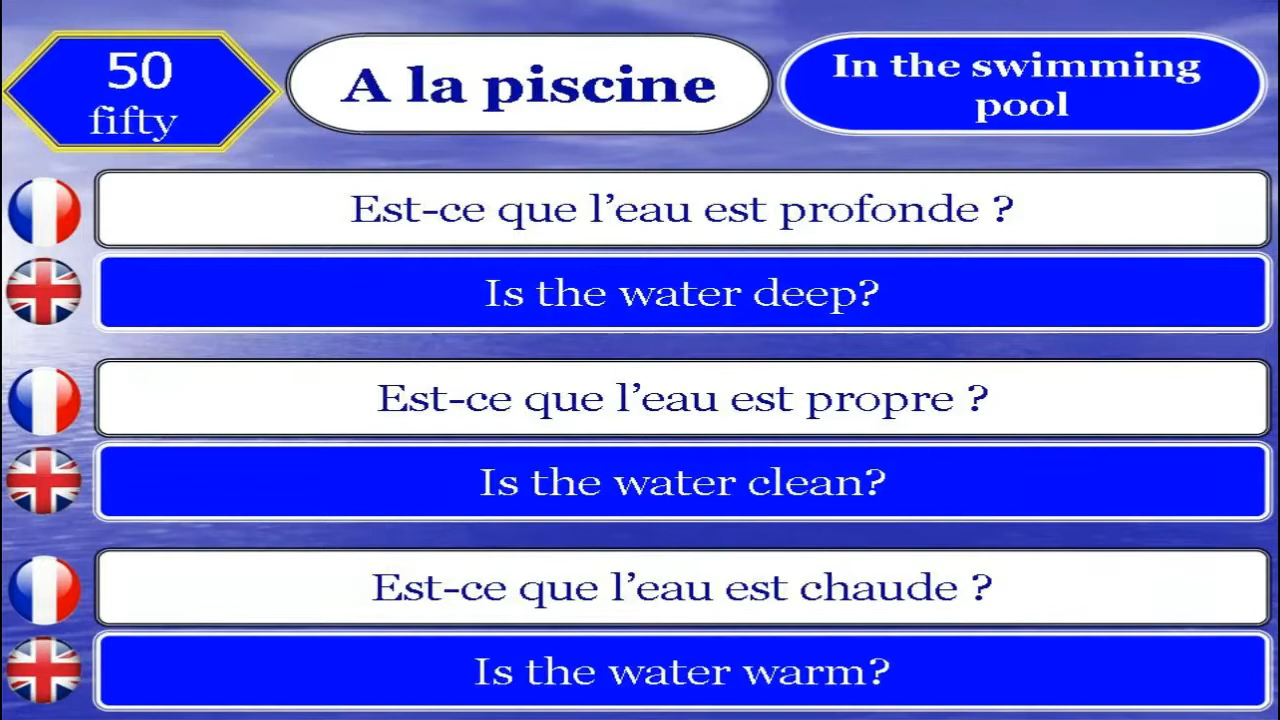 50
fifty
A la piscine
In the swimming
pool
Est-ce que l’eau est profonde ?
Is the water deep?
Est-ce que l’eau est propre ?
Is the water clean?
Est-ce que l’eau est chaude ?
Is the water warm?